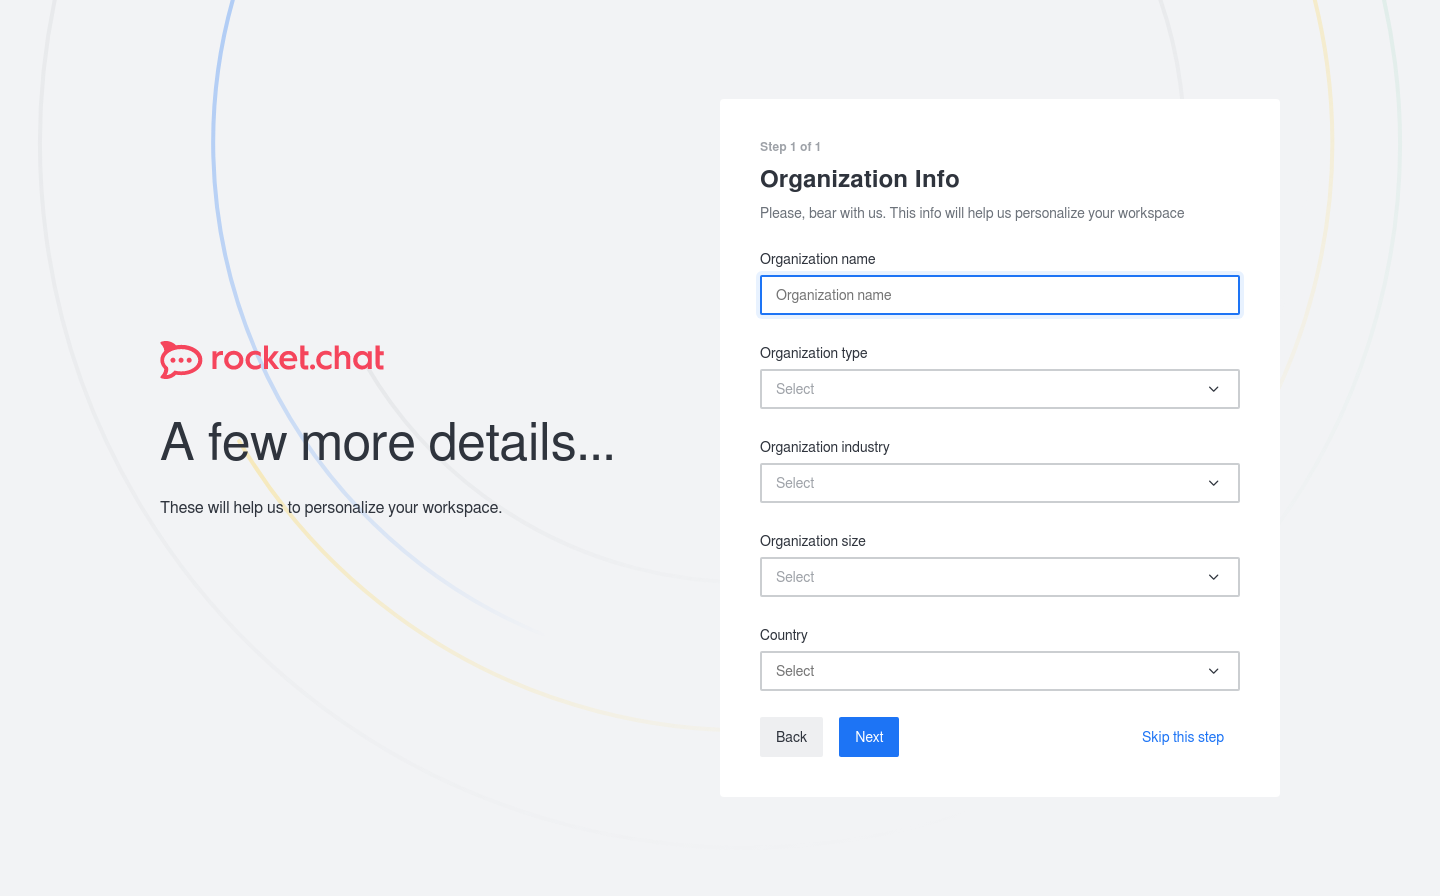 rocket.chat
A few more details...
These will help us to personalize your workspace.
Step 1 of 1
Organization Info
Please, bear with us. This info will help us personalize your workspace
Organization name
Organization name
Organization type
Select
Organization industry
Select
Organization size
Select
Country
Select
Back
Next
Skip this step